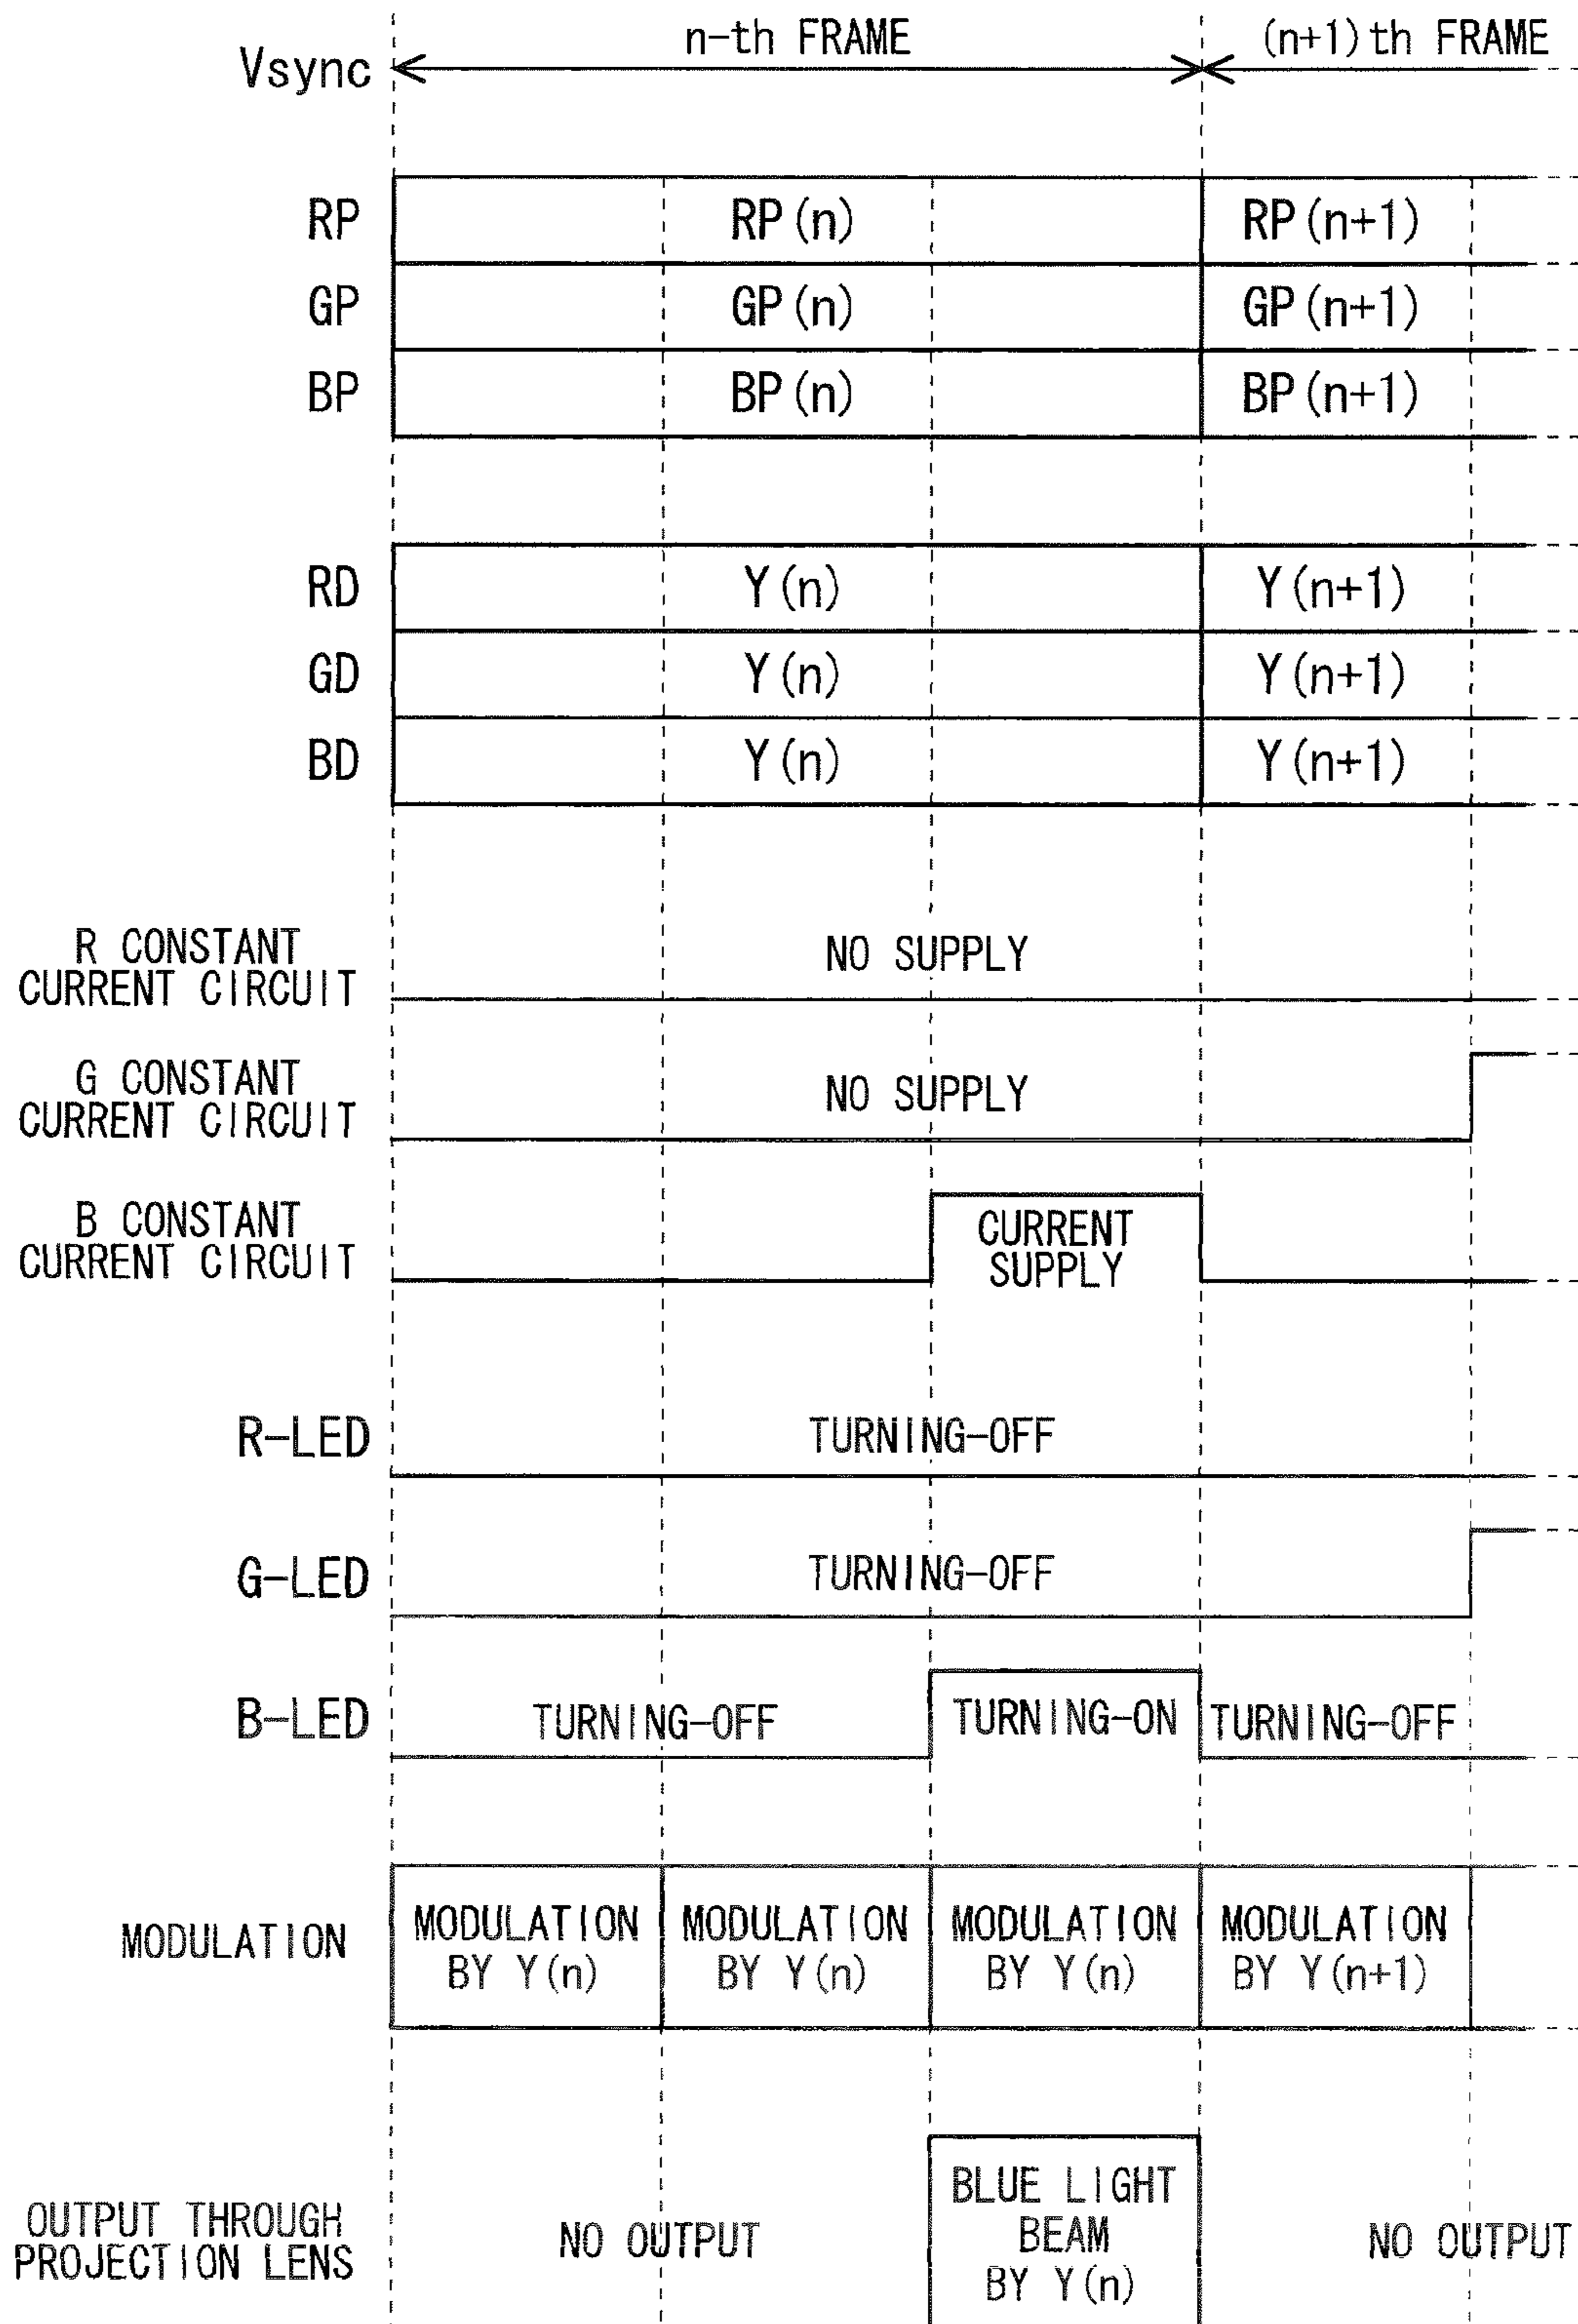 Vsync n-th FRAME (n+1)th FRAME
RP RP(n) RP(n+1)
GP GP(n) GP(n+1)
BP BP(n) BP(n+1)
RD Y(n) Y(n+1)
GD Y(n) Y(n+1)
BD Y(n) Y(n+1)
R CONSTANT
CURRENT CIRCUIT
NO SUPPLY
G CONSTANT
CURRENT CIRCUIT
NO SUPPLY
B CONSTANT
CURRENT CIRCUIT
CURRENT
SUPPLY
R-LED TURNING-OFF
G-LED TURNING-OFF
B-LED TURNING-OFF TURNING-ON TURNING-OFF
MODULATION
MODULATION
BY Y(n)
MODULATION
BY Y(n)
MODULATION
BY Y(n)
MODULATION
BY Y(n+1)
OUTPUT THROUGH
PROJECTION LENS
NO OUTPUT
BLUE LIGHT
BEAM
BY Y(n)
NO OUTPUT